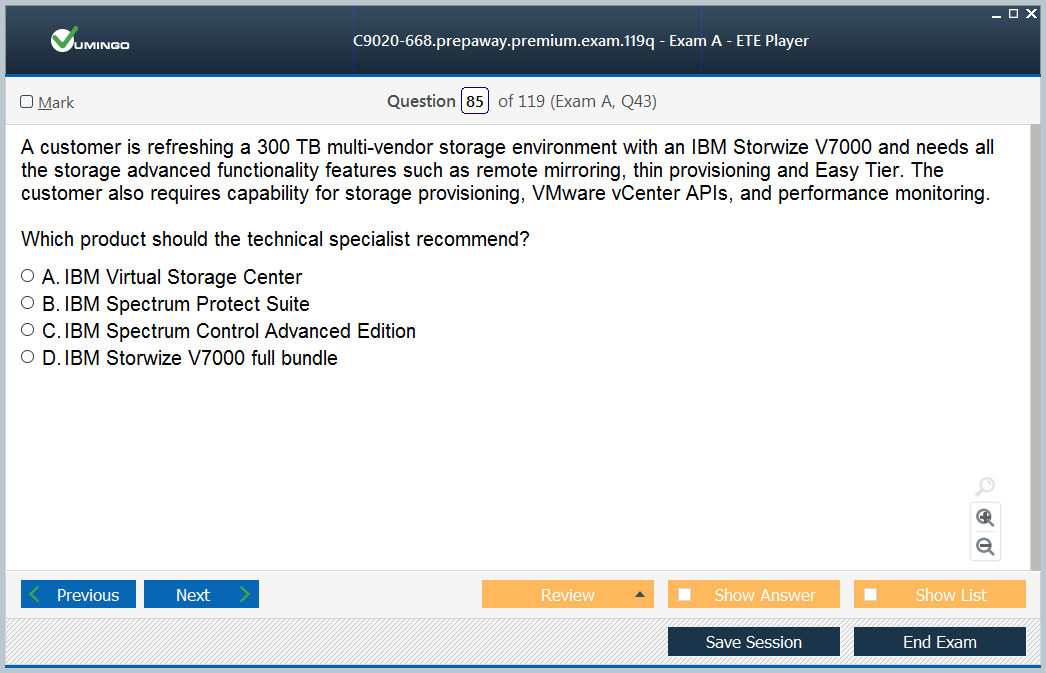 VUMINGO
C9020-668.prepaway.premium.exam.119q - Exam A - ETE Player
Mark
Question 85 of 119 (Exam A, Q43)
A customer is refreshing a 300 TB multi-vendor storage environment with an IBM Storwize V7000 and needs all
the storage advanced functionality features such as remote mirroring, thin provisioning and Easy Tier. The
customer also requires capability for storage provisioning, VMware vCenter APIs, and performance monitoring.
Which product should the technical specialist recommend?
A. IBM Virtual Storage Center
B. IBM Spectrum Protect Suite
C. IBM Spectrum Control Advanced Edition
D. IBM Storwize V7000 full bundle
Previous Next Review Show Answer Show List
Save Session End Exam